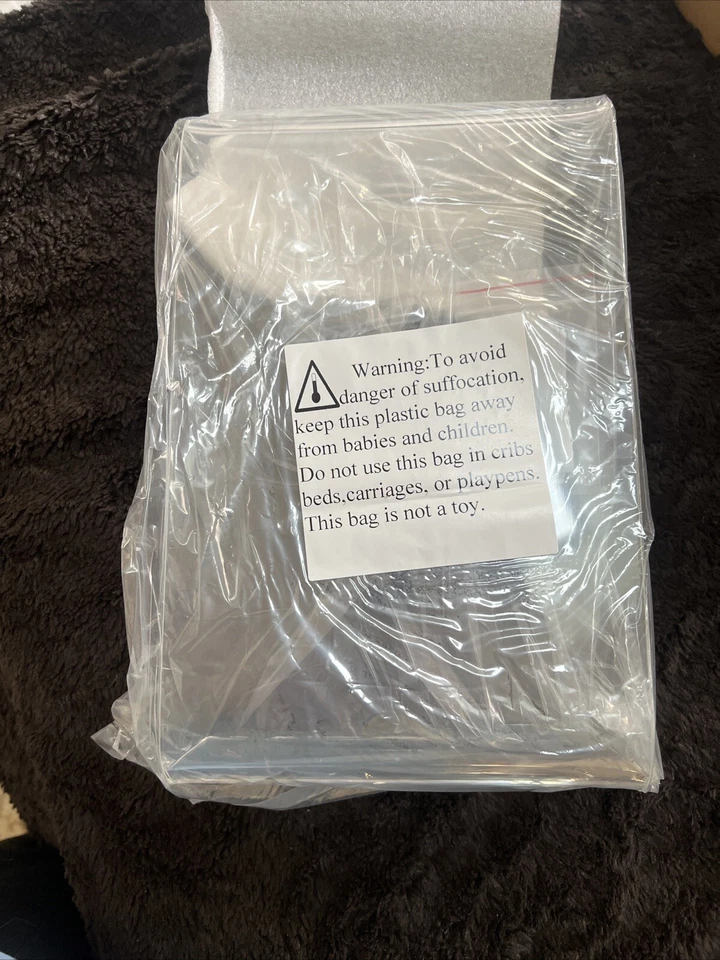 Warning:To avoid
danger of suffocation,
keep this plastic bag away
from babies and children.
Do not use this bag in cribs
beds,carriages, or playpens.
This bag is not a toy.